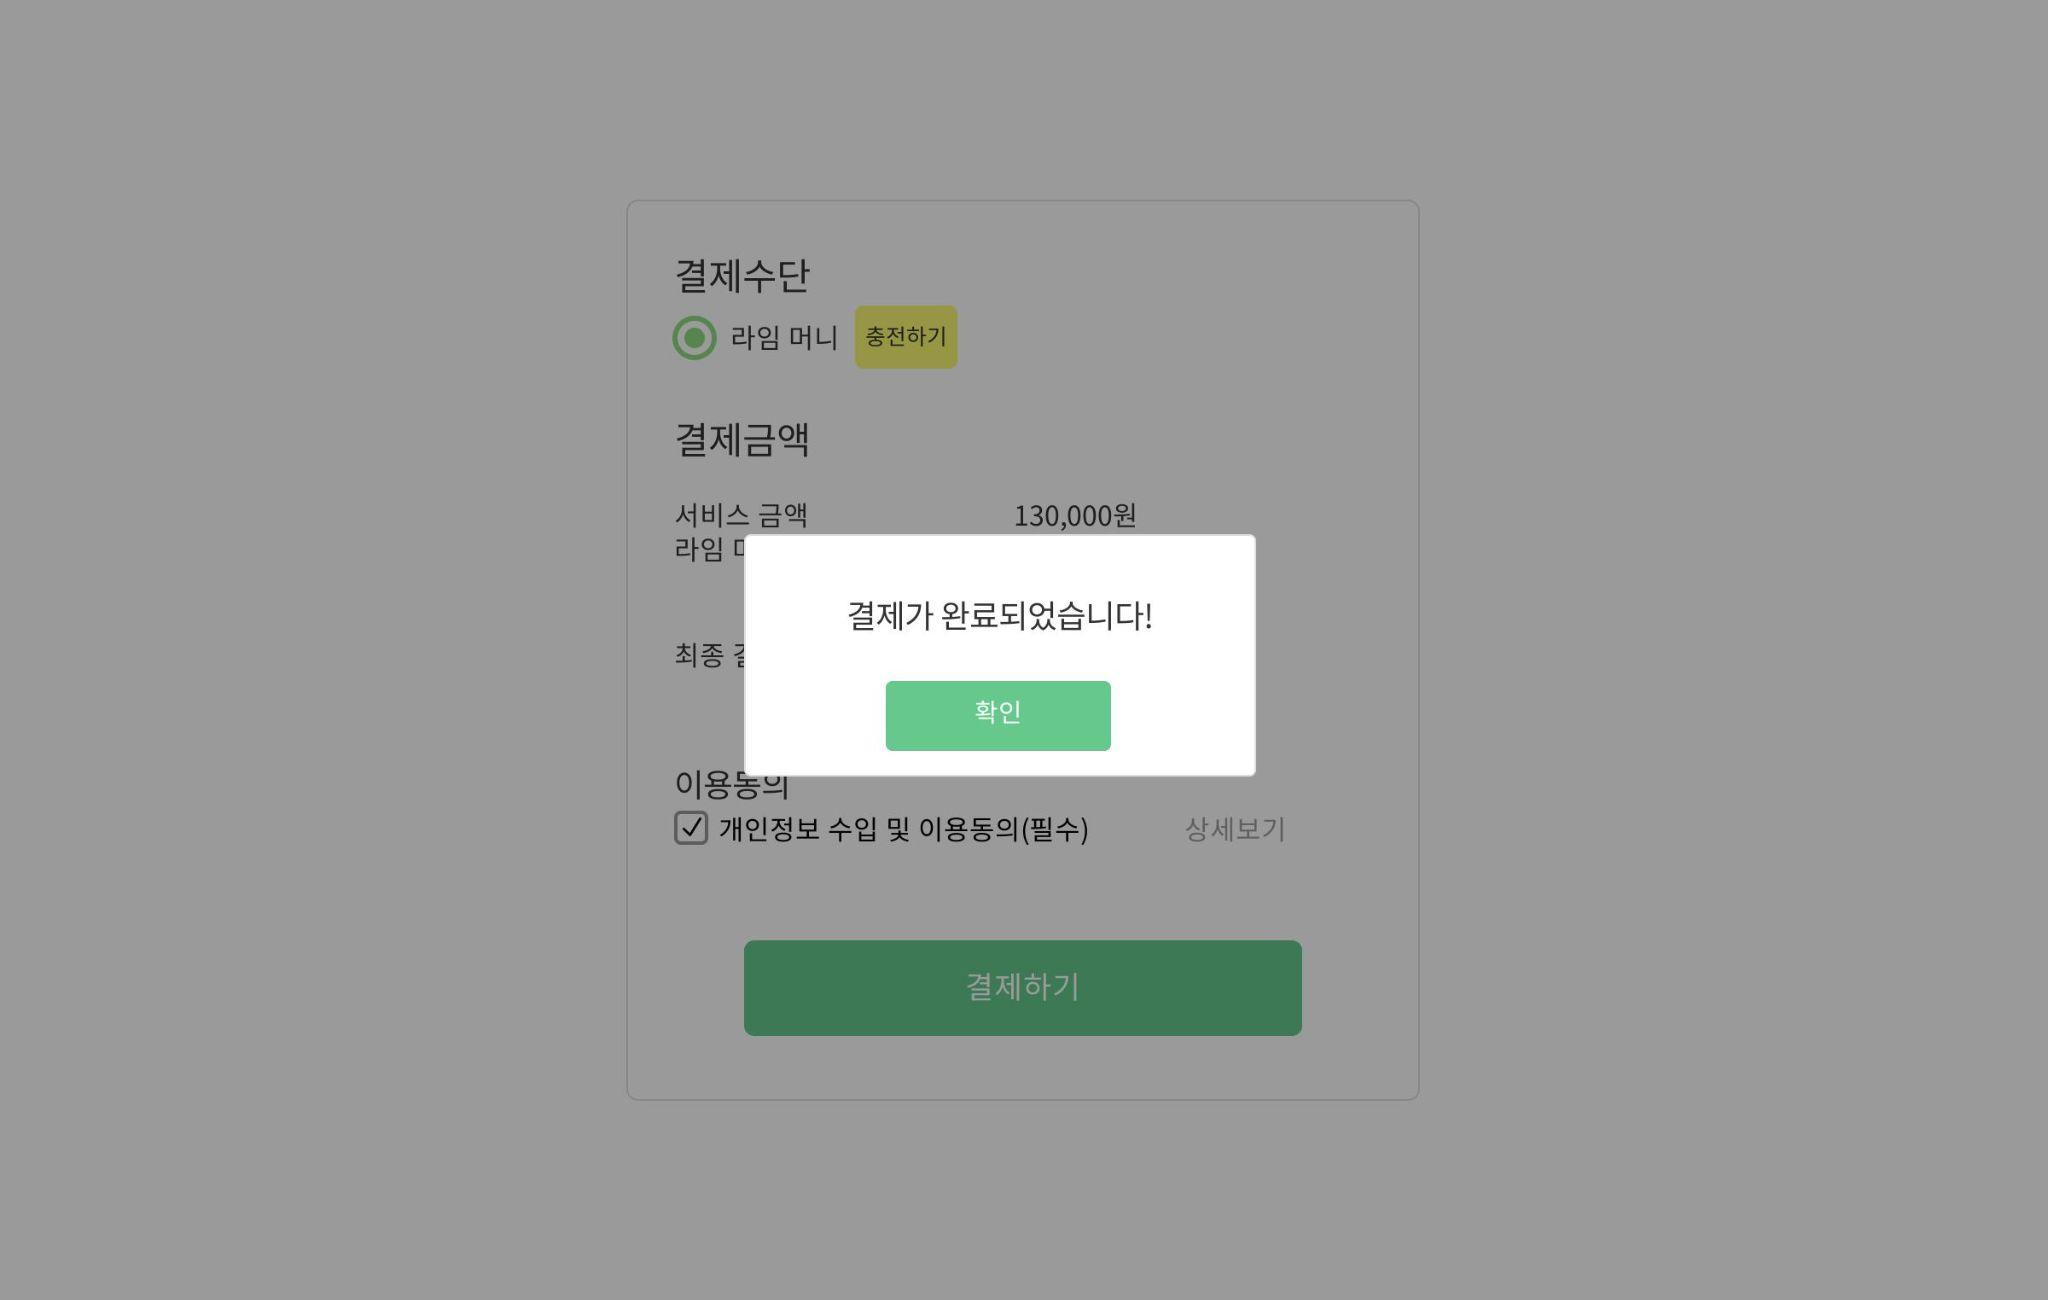 결제수단
라임 머니 충전하기
결제금액
서비스 금액 130,000원
라임
결제가 완료되었습니다!
최종
확인
이용동의
개인정보 수입 및 이용동의(필수) 상세보기
결제하기